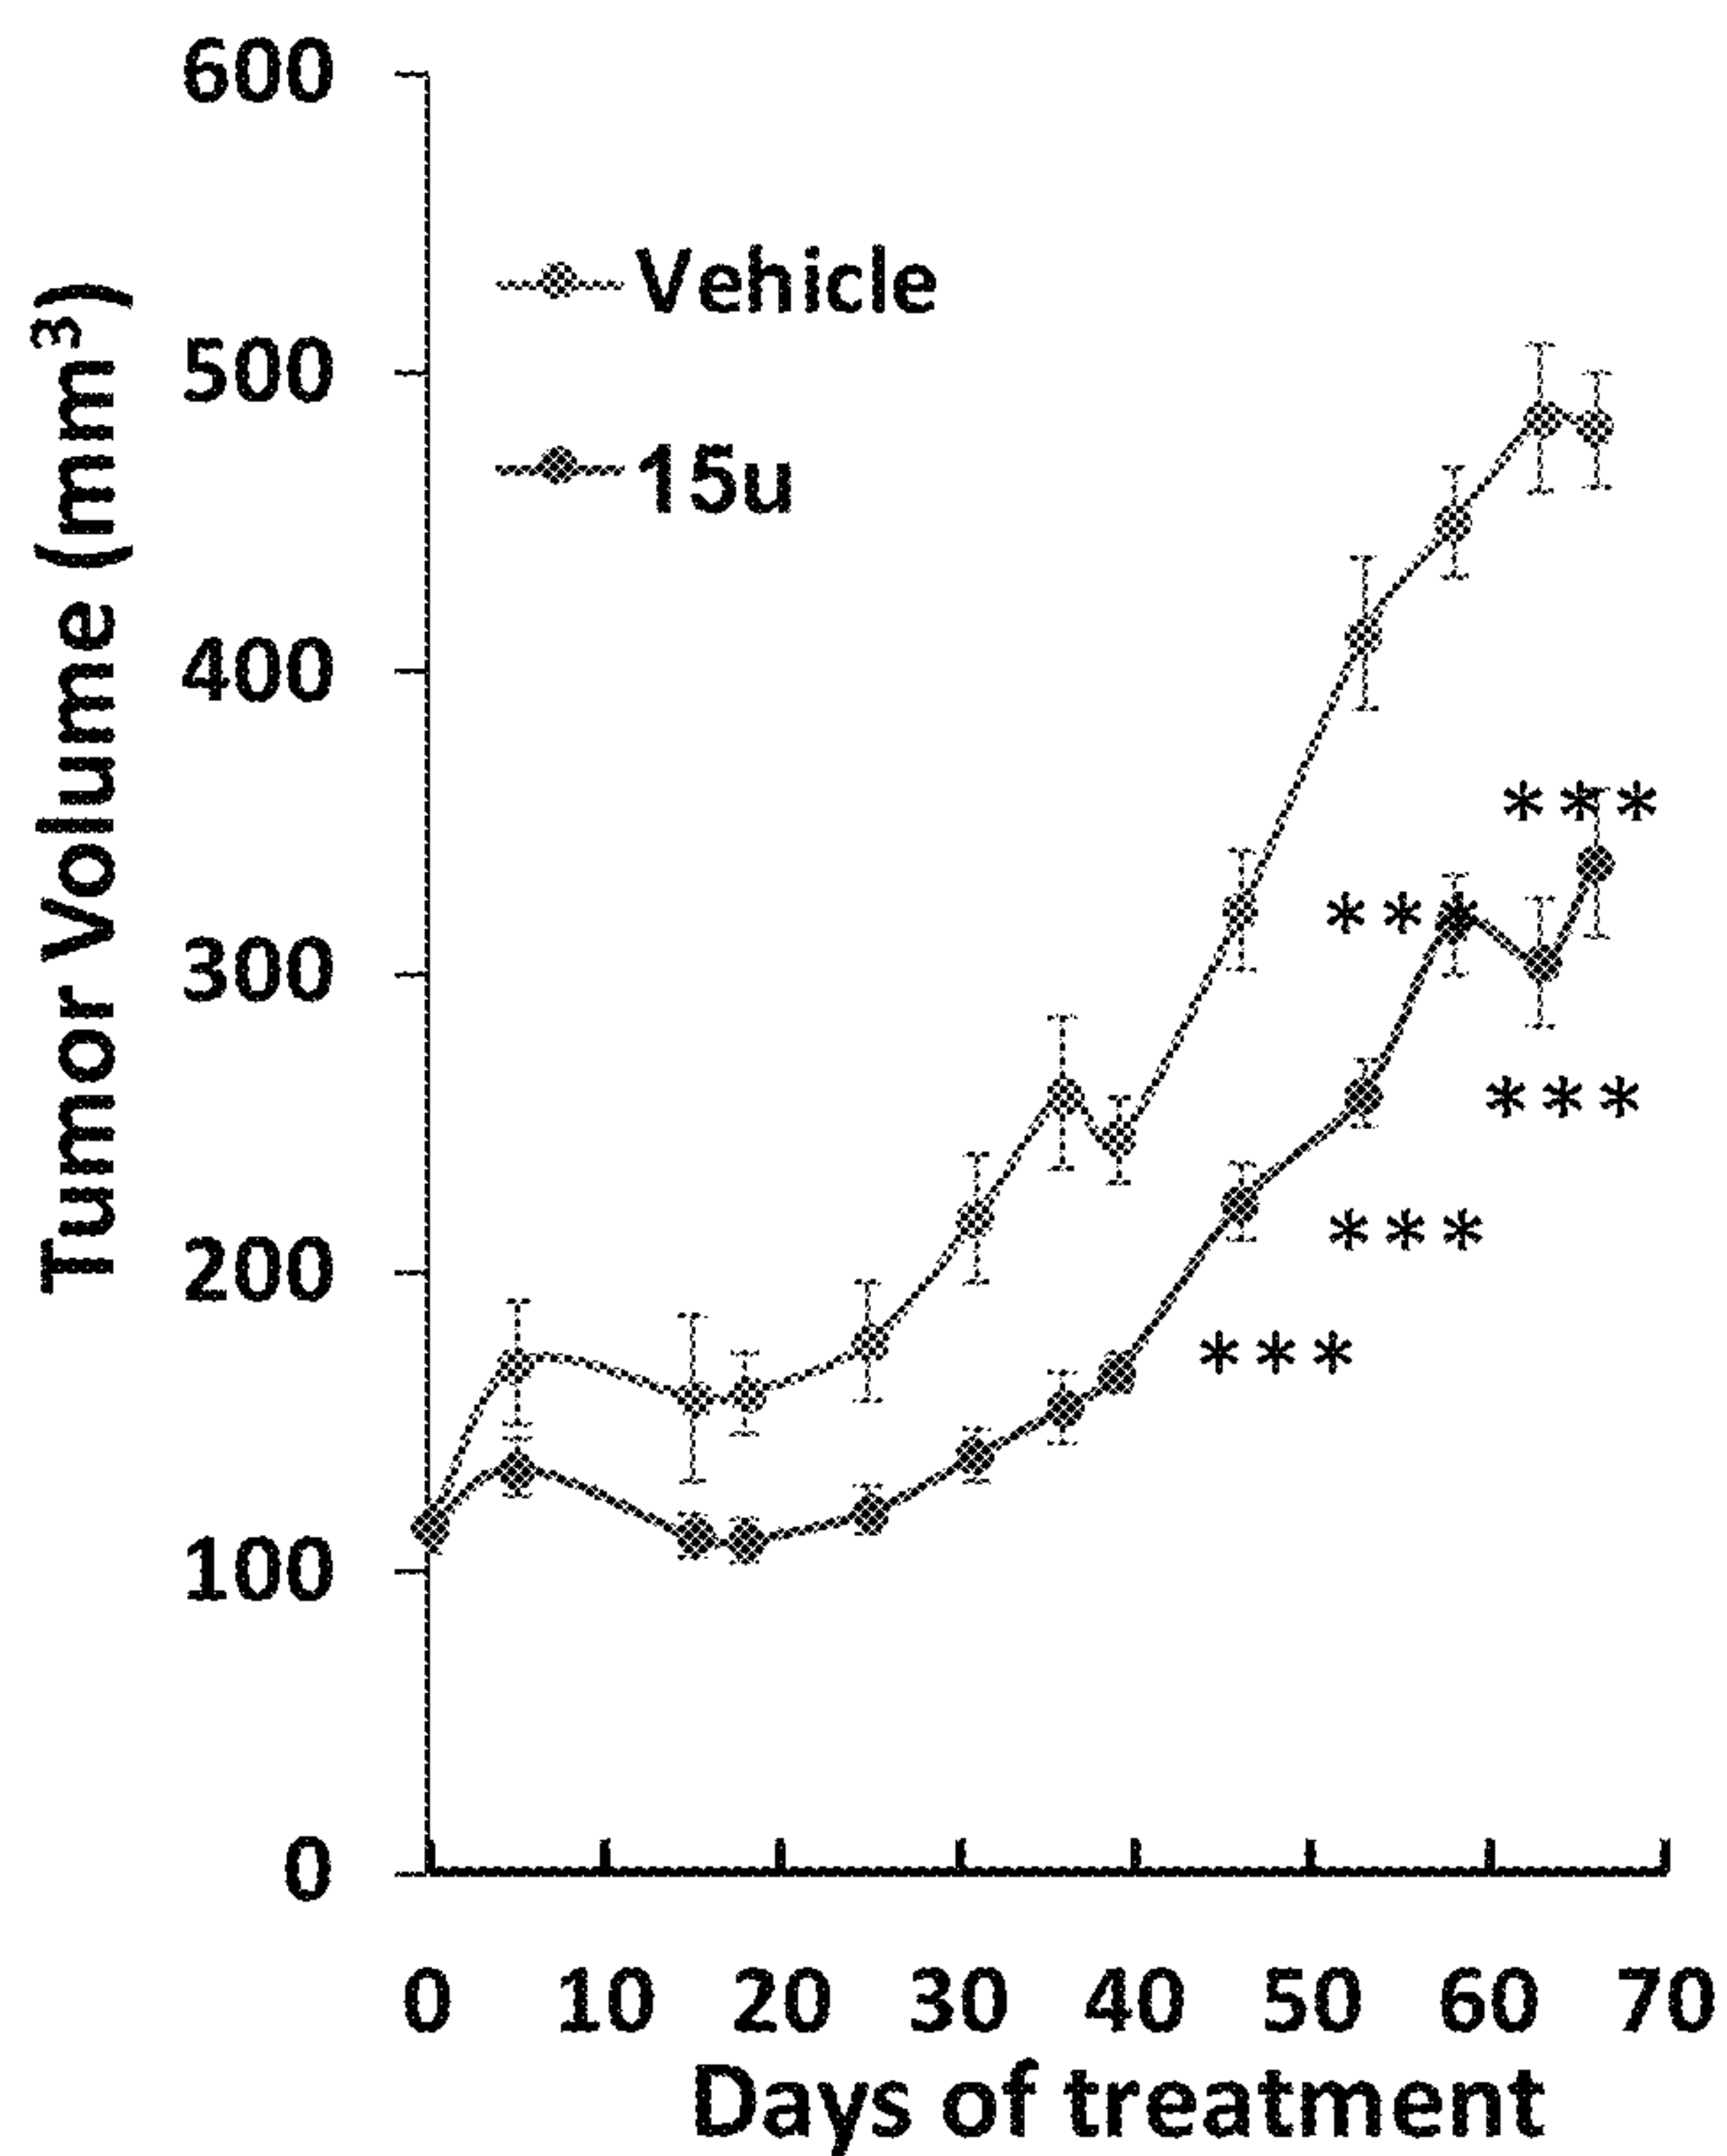 Tumor Volume (mm³)
600
500
400
300
200
100
0
Vehicle
15u
***
***
***
***
***
0 10 20 30 40 50 60 70
Days of treatment